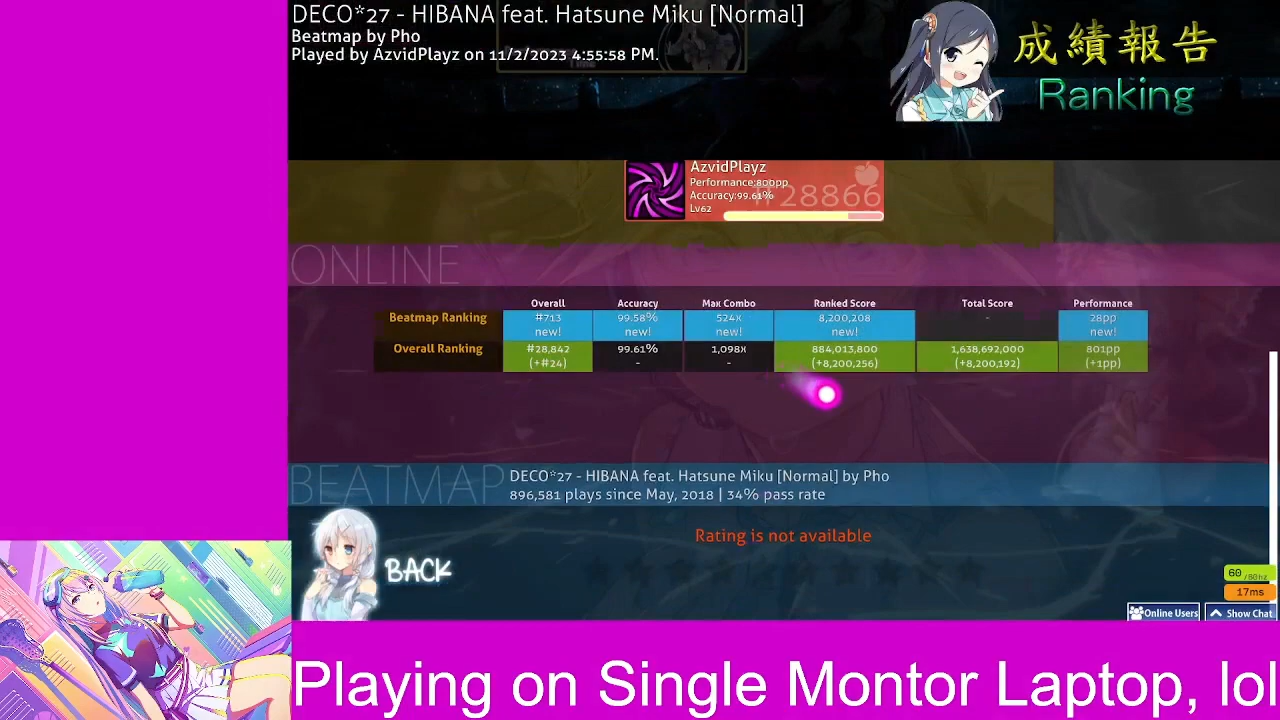 DECO*27 - HIBANA feat. Hatsune Miku [Normal]
Beatmap by Pho
Played by AzvidPlayz on 11/2/2023 4:55:58 PM.
成績報告
Ranking
AzvidPlayz
Performance:800pp
Accuracy:99.61%
Lv62
#28866
ONLINE
Overall Accuracy Max Combo Ranked Score Total Score Performance
Beatmap Ranking #713 99.58% 524x 8,200,208 - 28pp
new! new! new! new! new!
Overall Ranking #28,842 99.61% 1,098x 884,013,800 1,638,692,000 801pp
(+#24) - - (+8,200,256) (+8,200,192) (+1pp)
BEATMAP
DECO*27 - HIBANA feat. Hatsune Miku [Normal] by Pho
896,581 plays since May, 2018 | 34% pass rate
Rating is not available
BACK
60 /80hz
17ms
Online Users
Show Chat
Playing on Single Montor Laptop, lol